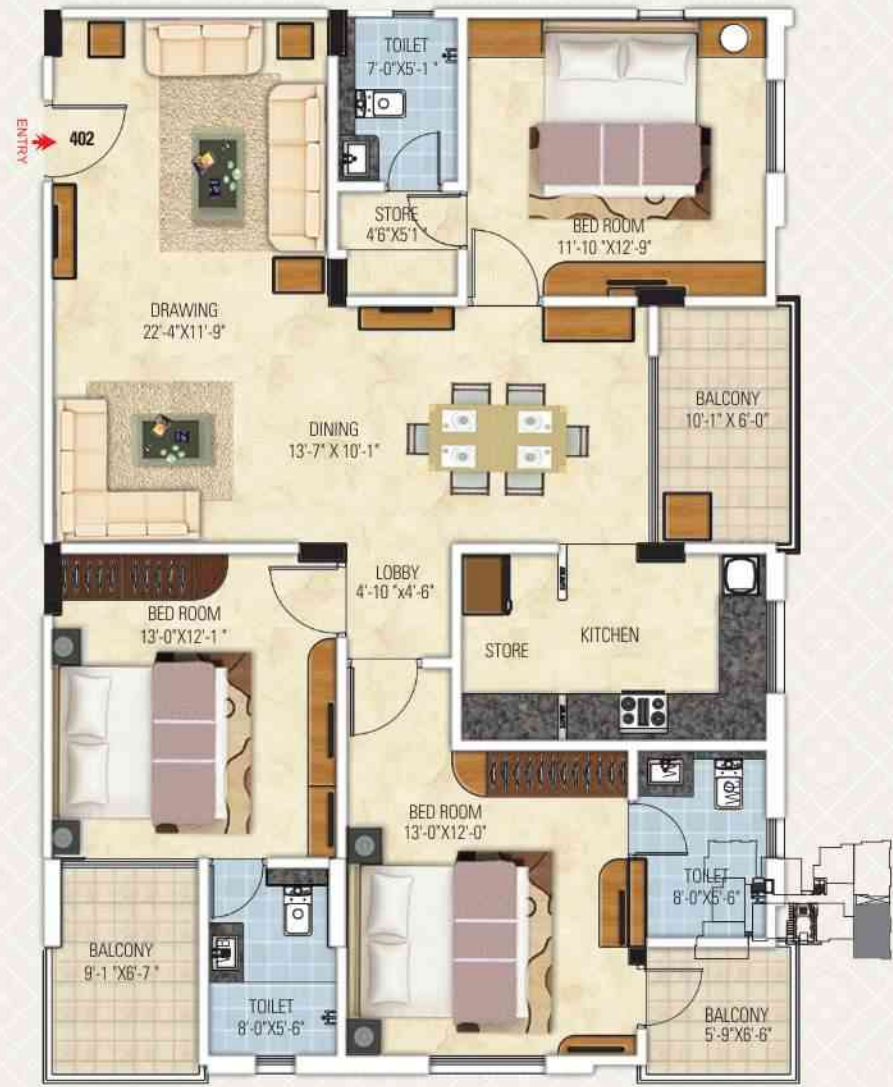 TOILET
7'-0"X5'-1 "
ENTRY
402
STORE
4'6"X5'1 "
BED ROOM
11'-10 "X12'-9"
DRAWING
22'-4"X11'-9"
BALCONY
10'-1" X 6'-0"
DINING
13'-7" X 10'-1"
LOBBY
4'-10 "x4'-6"
BED ROOM
13'-0"X12'-1 "
STORE
KITCHEN
BED ROOM
13'-0"X12'-0"
TOILET
8'-0"X5'-6"
BALCONY
9'-1 "X6'-7 "
TOILET
8'-0"X5'-6"
BALCONY
5'-9"X6'-6"